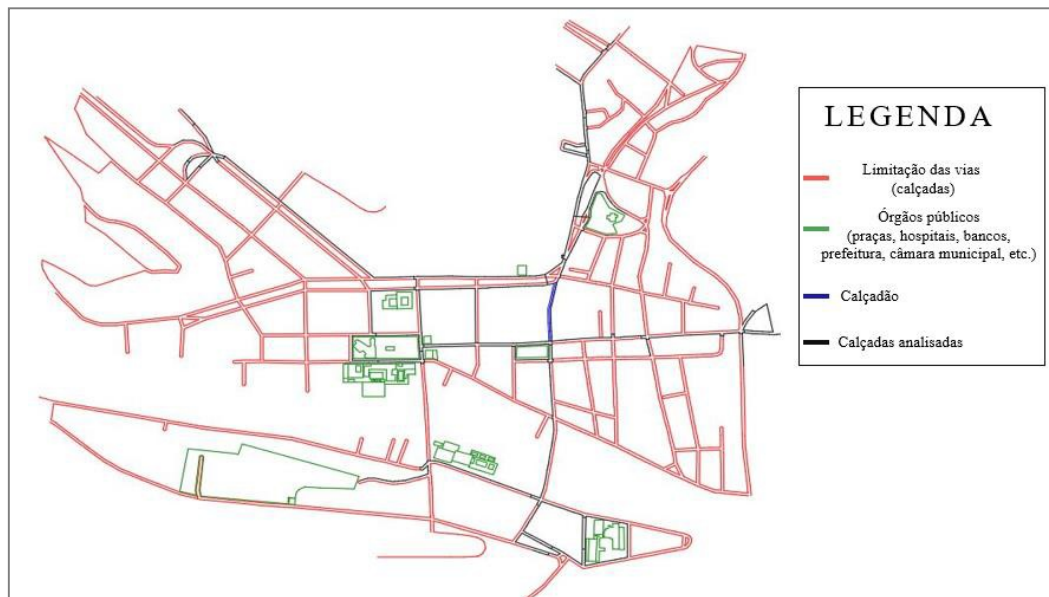 LEGENDA
Limitação das vias
(calçadas)
Órgãos públicos
(praças, hospitais, bancos,
prefeitura, câmara municipal, etc.)
Calçadão
Calçadas analisadas